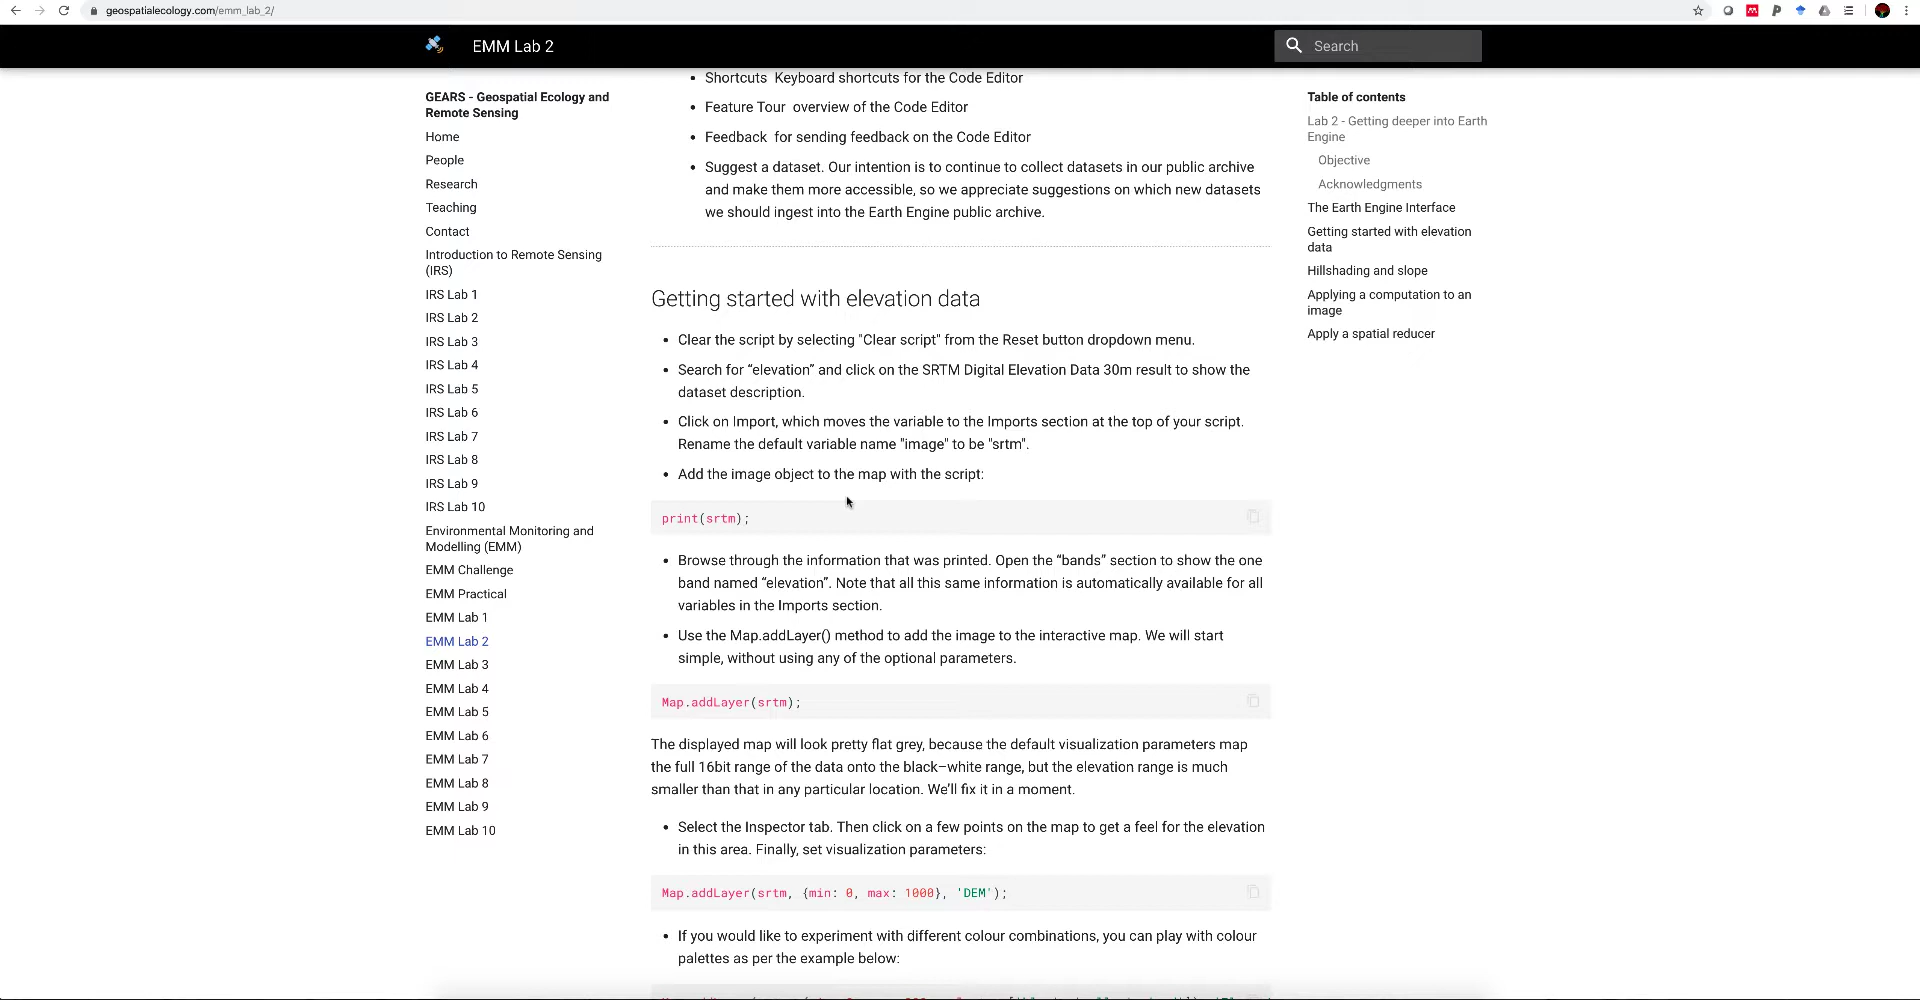 geospatialecology.com/emm_lab_2/
EMM Lab 2
Search
GEARS - Geospatial Ecology and
Remote Sensing
Home
People
Research
Teaching
Contact
Introduction to Remote Sensing
(IRS)
IRS Lab 1
IRS Lab 2
IRS Lab 3
IRS Lab 4
IRS Lab 5
IRS Lab 6
IRS Lab 7
IRS Lab 8
IRS Lab 9
IRS Lab 10
Environmental Monitoring and
Modelling (EMM)
EMM Challenge
EMM Practical
EMM Lab 1
EMM Lab 2
EMM Lab 3
EMM Lab 4
EMM Lab 5
EMM Lab 6
EMM Lab 7
EMM Lab 8
EMM Lab 9
EMM Lab 10
• Shortcuts Keyboard shortcuts for the Code Editor
• Feature Tour overview of the Code Editor
• Feedback for sending feedback on the Code Editor
• Suggest a dataset. Our intention is to continue to collect datasets in our public archive
and make them more accessible, so we appreciate suggestions on which new datasets
we should ingest into the Earth Engine public archive.
Getting started with elevation data
• Clear the script by selecting "Clear script" from the Reset button dropdown menu.
• Search for “elevation” and click on the SRTM Digital Elevation Data 30m result to show the
dataset description.
• Click on Import, which moves the variable to the Imports section at the top of your script.
Rename the default variable name "image" to be "srtm".
• Add the image object to the map with the script:
print(srtm);
• Browse through the information that was printed. Open the “bands” section to show the one
band named “elevation”. Note that all this same information is automatically available for all
variables in the Imports section.
• Use the Map.addLayer() method to add the image to the interactive map. We will start
simple, without using any of the optional parameters.
Map.addLayer(srtm);
The displayed map will look pretty flat grey, because the default visualization parameters map
the full 16bit range of the data onto the black–white range, but the elevation range is much
smaller than that in any particular location. We’ll fix it in a moment.
• Select the Inspector tab. Then click on a few points on the map to get a feel for the elevation
in this area. Finally, set visualization parameters:
Map.addLayer(srtm, {min: 0, max: 1000}, 'DEM');
• If you would like to experiment with different colour combinations, you can play with colour
palettes as per the example below:
Table of contents
Lab 2 - Getting deeper into Earth
Engine
Objective
Acknowledgments
The Earth Engine Interface
Getting started with elevation
data
Hillshading and slope
Applying a computation to an
image
Apply a spatial reducer